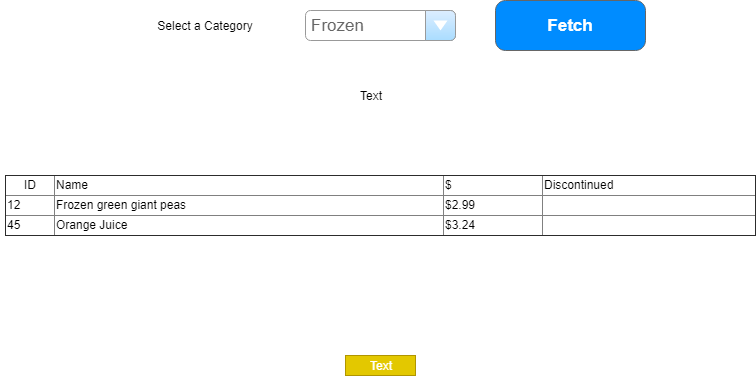 Select a Category Frozen Fetch
Text
ID Name $ Discontinued
12 Frozen green giant peas $2.99
45 Orange Juice $3.24
Text